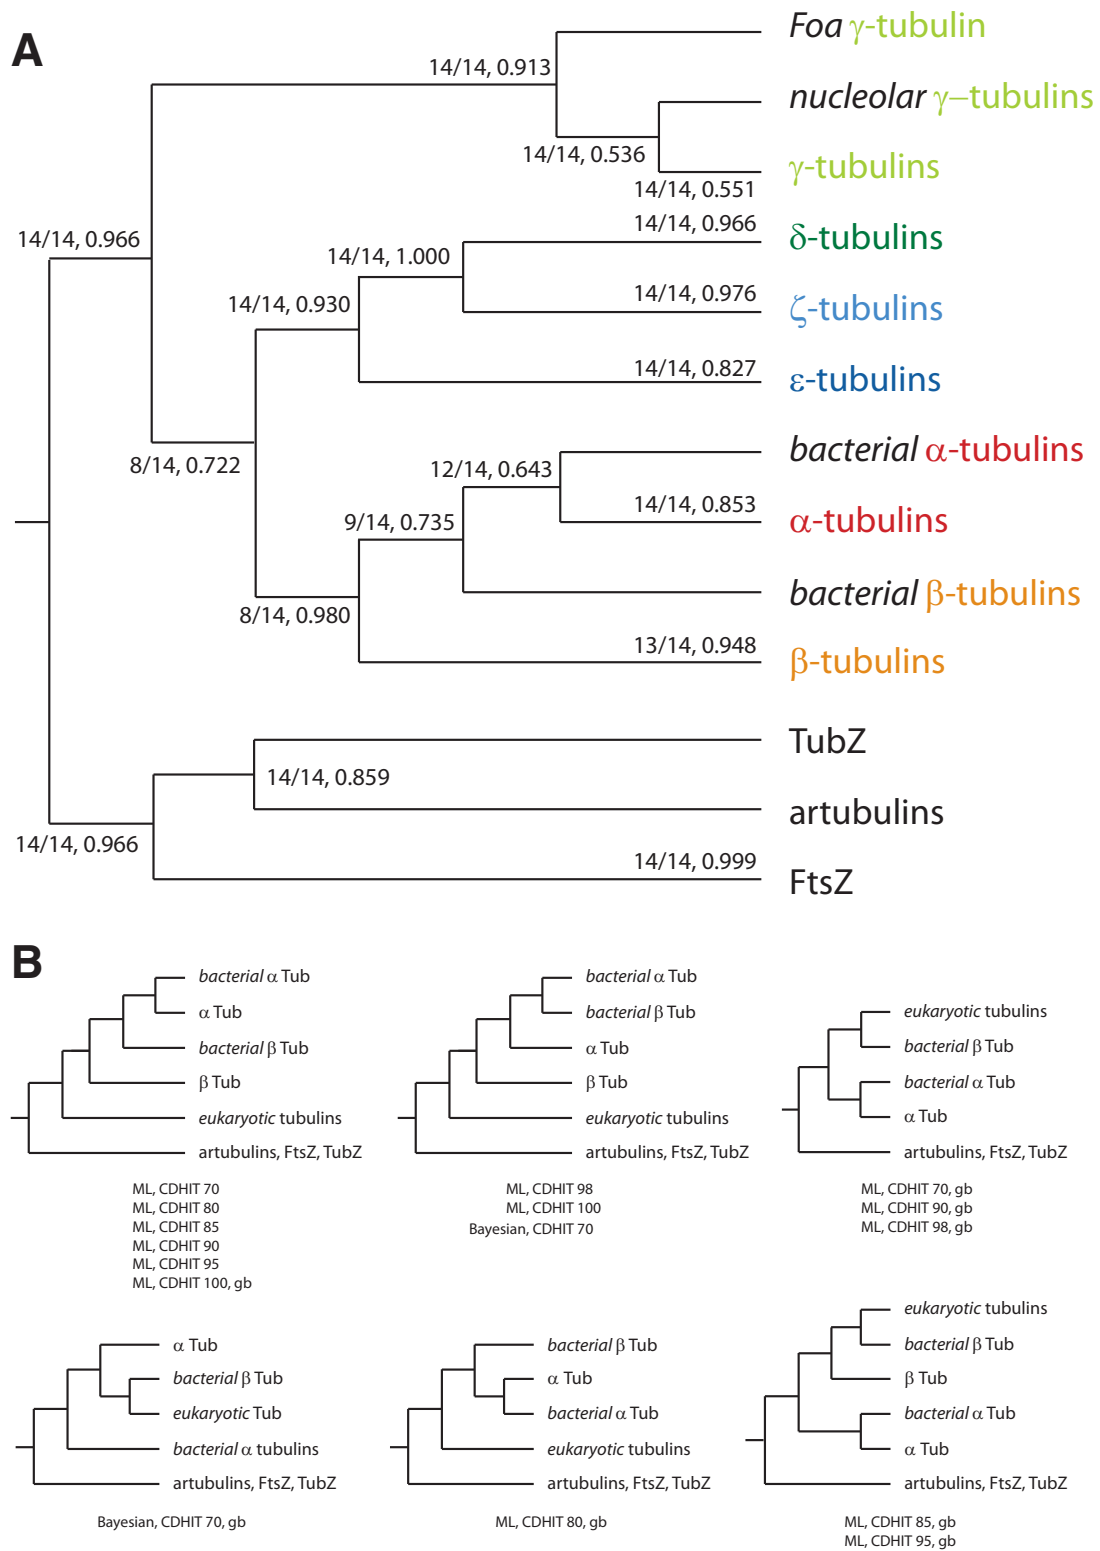 A
Foa γ-tubulin
14/14, 0.913
nucleolar γ–tubulins
14/14, 0.536
γ-tubulins
14/14, 0.551
14/14, 0.966
14/14, 0.966
δ-tubulins
14/14, 1.000
14/14, 0.930
14/14, 0.976
ζ-tubulins
14/14, 0.827
ε-tubulins
8/14, 0.722
bacterial α-tubulins
12/14, 0.643
14/14, 0.853
α-tubulins
9/14, 0.735
bacterial β-tubulins
8/14, 0.980
13/14, 0.948
β-tubulins
TubZ
14/14, 0.859
artubulins
14/14, 0.966
14/14, 0.999
FtsZ
B
bacterial α Tub
α Tub
bacterial β Tub
β Tub
eukaryotic tubulins
artubulins, FtsZ, TubZ
ML, CDHIT 70
ML, CDHIT 80
ML, CDHIT 85
ML, CDHIT 90
ML, CDHIT 95
ML, CDHIT 100, gb
bacterial α Tub
bacterial β Tub
α Tub
β Tub
eukaryotic tubulins
artubulins, FtsZ, TubZ
ML, CDHIT 98
ML, CDHIT 100
Bayesian, CDHIT 70
eukaryotic tubulins
bacterial β Tub
bacterial α Tub
α Tub
artubulins, FtsZ, TubZ
ML, CDHIT 70, gb
ML, CDHIT 90, gb
ML, CDHIT 98, gb
α Tub
bacterial β Tub
eukaryotic Tub
bacterial α tubulins
artubulins, FtsZ, TubZ
Bayesian, CDHIT 70, gb
bacterial β Tub
α Tub
bacterial α Tub
eukaryotic tubulins
artubulins, FtsZ, TubZ
ML, CDHIT 80, gb
eukaryotic tubulins
bacterial β Tub
β Tub
bacterial α Tub
α Tub
artubulins, FtsZ, TubZ
ML, CDHIT 85, gb
ML, CDHIT 95, gb